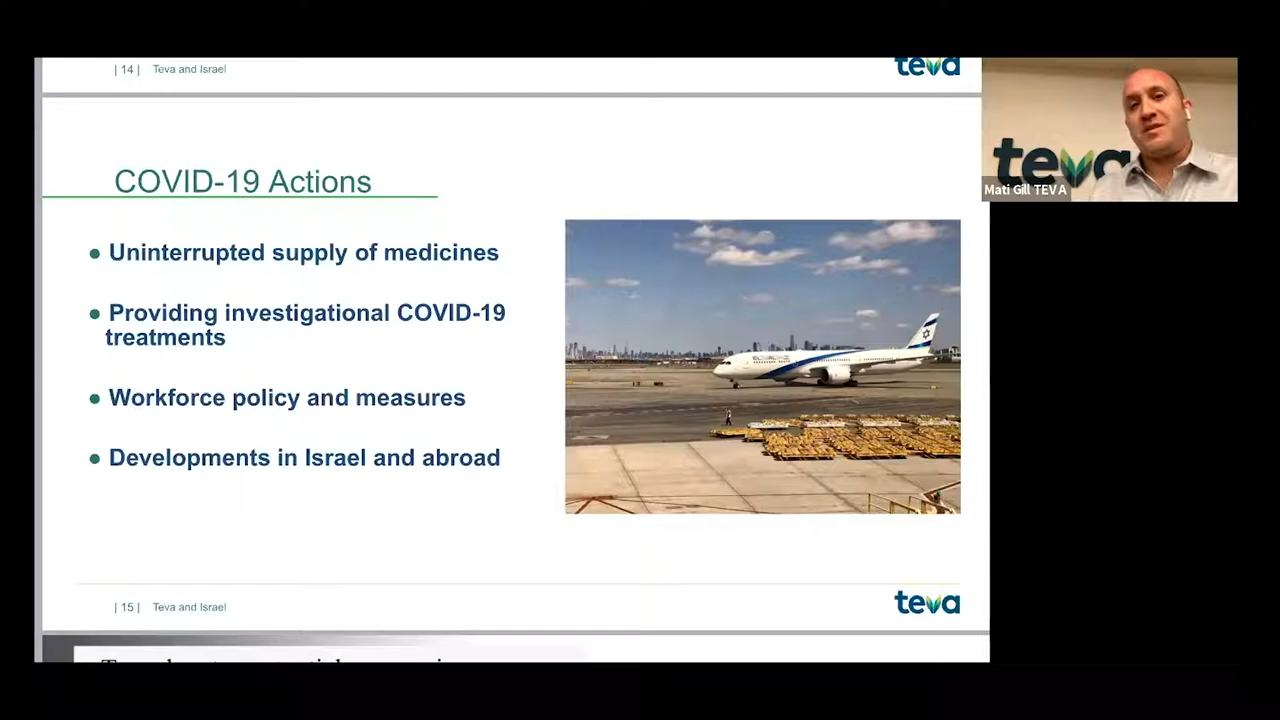 | 14 | Teva and Israel
teva
COVID-19 Actions
● Uninterrupted supply of medicines
● Providing investigational COVID-19
treatments
● Workforce policy and measures
● Developments in Israel and abroad
| 15 | Teva and Israel
teva
teva
Mati Gill TEVA